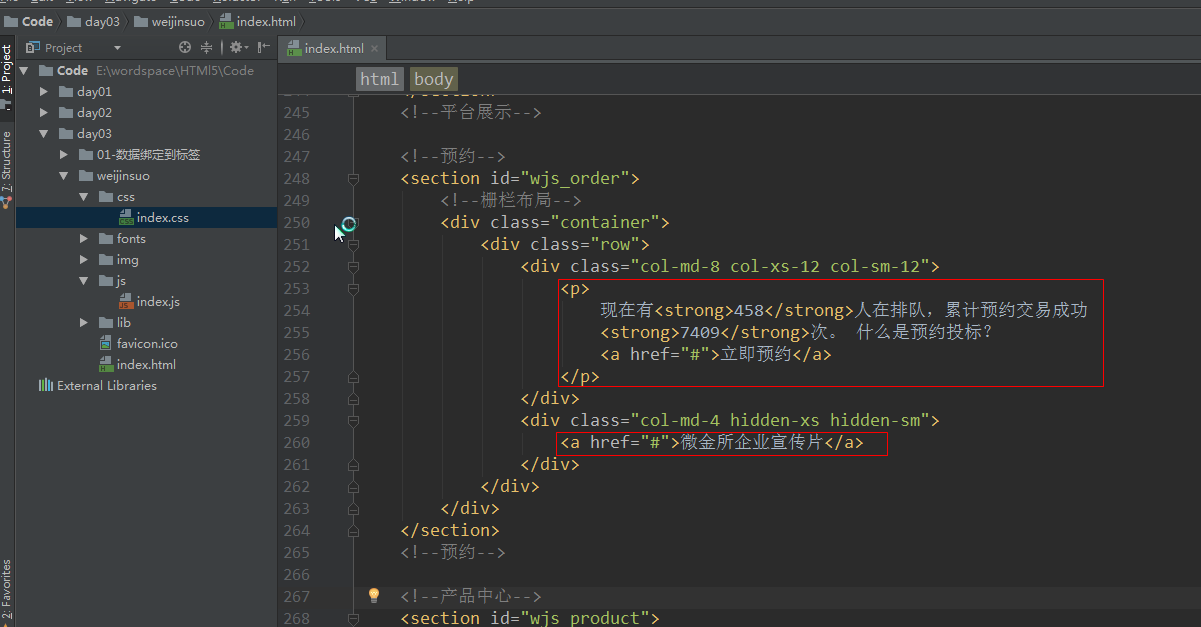 Code day03 weijinsuo index.html
Project
index.html
html body
1: Project
7: Structure
2: Favorites
Code E:\wordspace\HTMl5\Code
day01
day02
day03
01-数据绑定到标签
weijinsuo
css
index.css
fonts
img
js
index.js
lib
favicon.ico
index.html
External Libraries
245 <!--平台展示-->
246
247 <!--预约-->
248 <section id="wjs_order">
249 <!--栅栏布局-->
250 <div class="container">
251 <div class="row">
252 <div class="col-md-8 col-xs-12 col-sm-12">
253 <p>
254 现在有<strong>458</strong>人在排队，累计预约交易成功
255 <strong>7409</strong>次。 什么是预约投标?
256 <a href="#">立即预约</a>
257 </p>
258 </div>
259 <div class="col-md-4 hidden-xs hidden-sm">
260 <a href="#">微金所企业宣传片</a>
261 </div>
262 </div>
263 </div>
264 </section>
265 <!--预约-->
266
267 <!--产品中心-->
268 <section id="wjs_product">